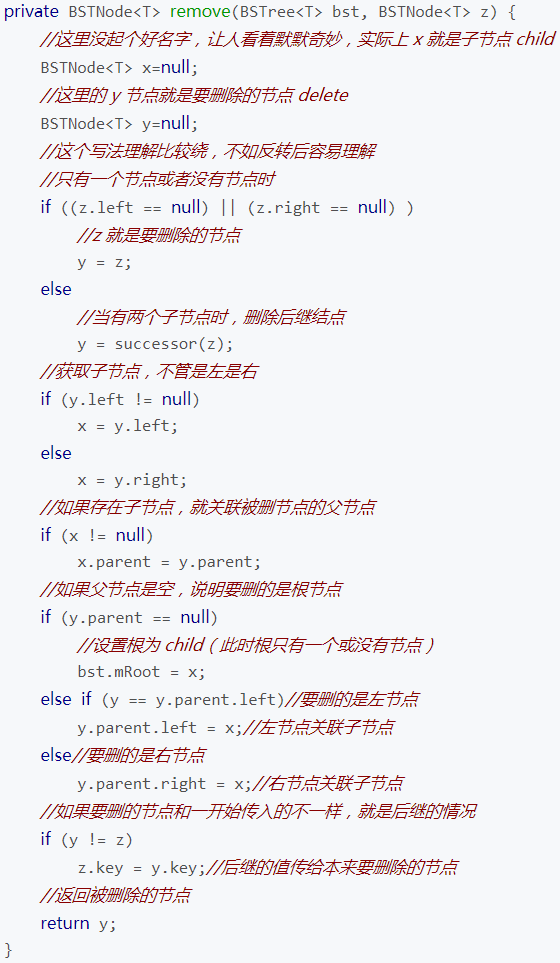 private BSTNode<T> remove(BSTree<T> bst, BSTNode<T> z) {
//这里没起个好名字，让人看着默默奇妙，实际上 x 就是子节点 child
BSTNode<T> x=null;
//这里的 y 节点就是要删除的节点 delete
BSTNode<T> y=null;
//这个写法理解比较绕，不如反转后容易理解
//只有一个节点或者没有节点时
if ((z.left == null) || (z.right == null) )
//z 就是要删除的节点
y = z;
else
//当有两个子节点时，删除后继结点
y = successor(z);
//获取子节点，不管是左是右
if (y.left != null)
x = y.left;
else
x = y.right;
//如果存在子节点，就关联被删节点的父节点
if (x != null)
x.parent = y.parent;
//如果父节点是空，说明要删的是根节点
if (y.parent == null)
//设置根为 child（此时根只有一个或没有节点）
bst.mRoot = x;
else if (y == y.parent.left)//要删的是左节点
y.parent.left = x;//左节点关联子节点
else//要删的是右节点
y.parent.right = x;//右节点关联子节点
//如果要删的节点和一开始传入的不一样，就是后继的情况
if (y != z)
z.key = y.key;//后继的值传给本来要删除的节点
//返回被删除的节点
return y;
}